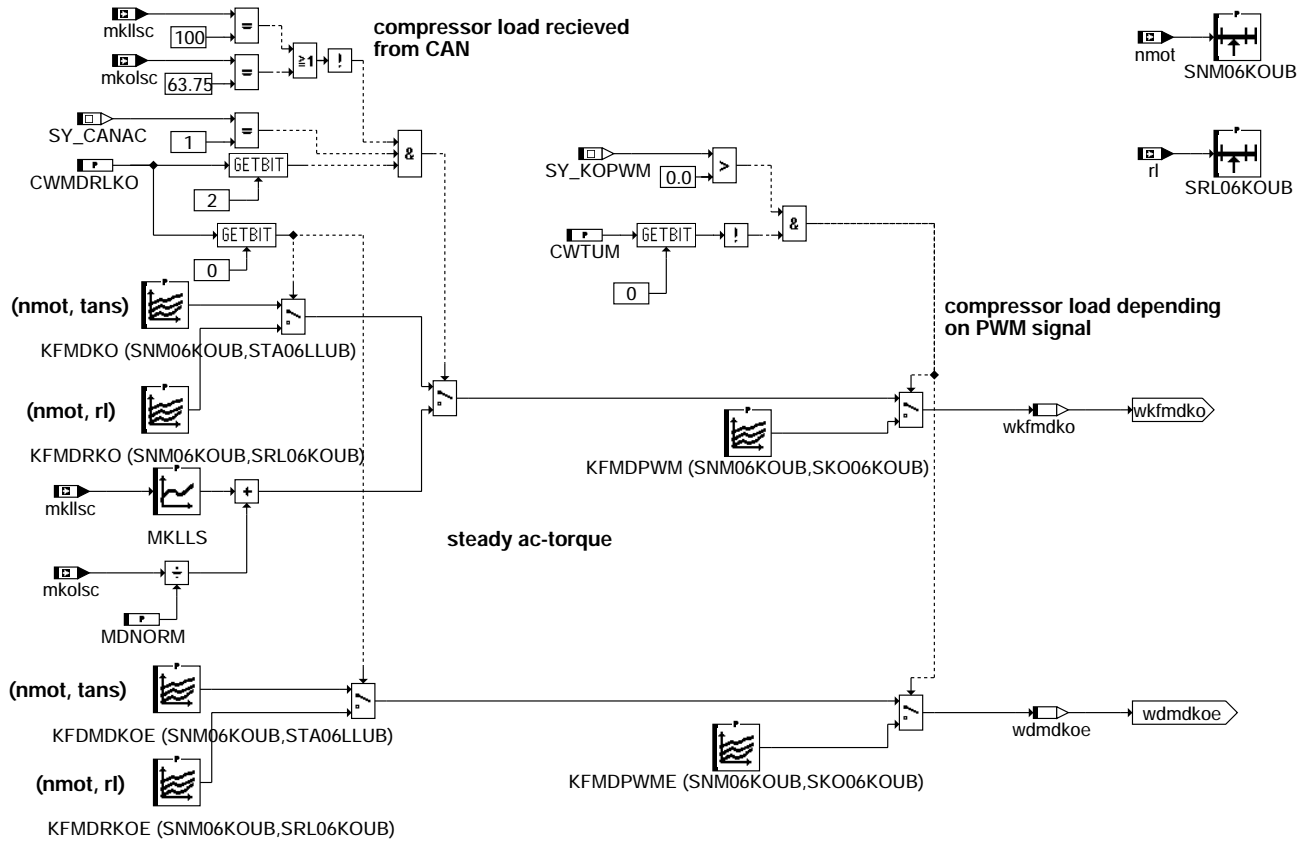 mkllsc
100
=
compressor load recieved
from CAN
mkolsc
63.75
=
≥1
!
nmot
P
SNM06KOUB
SY_CANAC
1
=
&
P
CWMDRLKO
GETBIT
2
GETBIT
0
SY_KOPWM
0.0
>
&
P
CWTUM
GETBIT
!
0
rl
P
SRL06KOUB
(nmot, tans)
P
KFMDKO (SNM06KOUB,STA06LLUB)
compressor load depending
on PWM signal
(nmot, rl)
P
KFMDRKO (SNM06KOUB,SRL06KOUB)
P
KFMDPWM (SNM06KOUB,SKO06KOUB)
wkfmdko
wkfmdko
mkllsc
P
MKLLS
+
steady ac-torque
mkolsc
÷
P
MDNORM
(nmot, tans)
P
KFDMDKOE (SNM06KOUB,STA06LLUB)
(nmot, rl)
P
KFMDRKOE (SNM06KOUB,SRL06KOUB)
P
KFMDPWME (SNM06KOUB,SKO06KOUB)
wdmdkoe
wdmdkoe